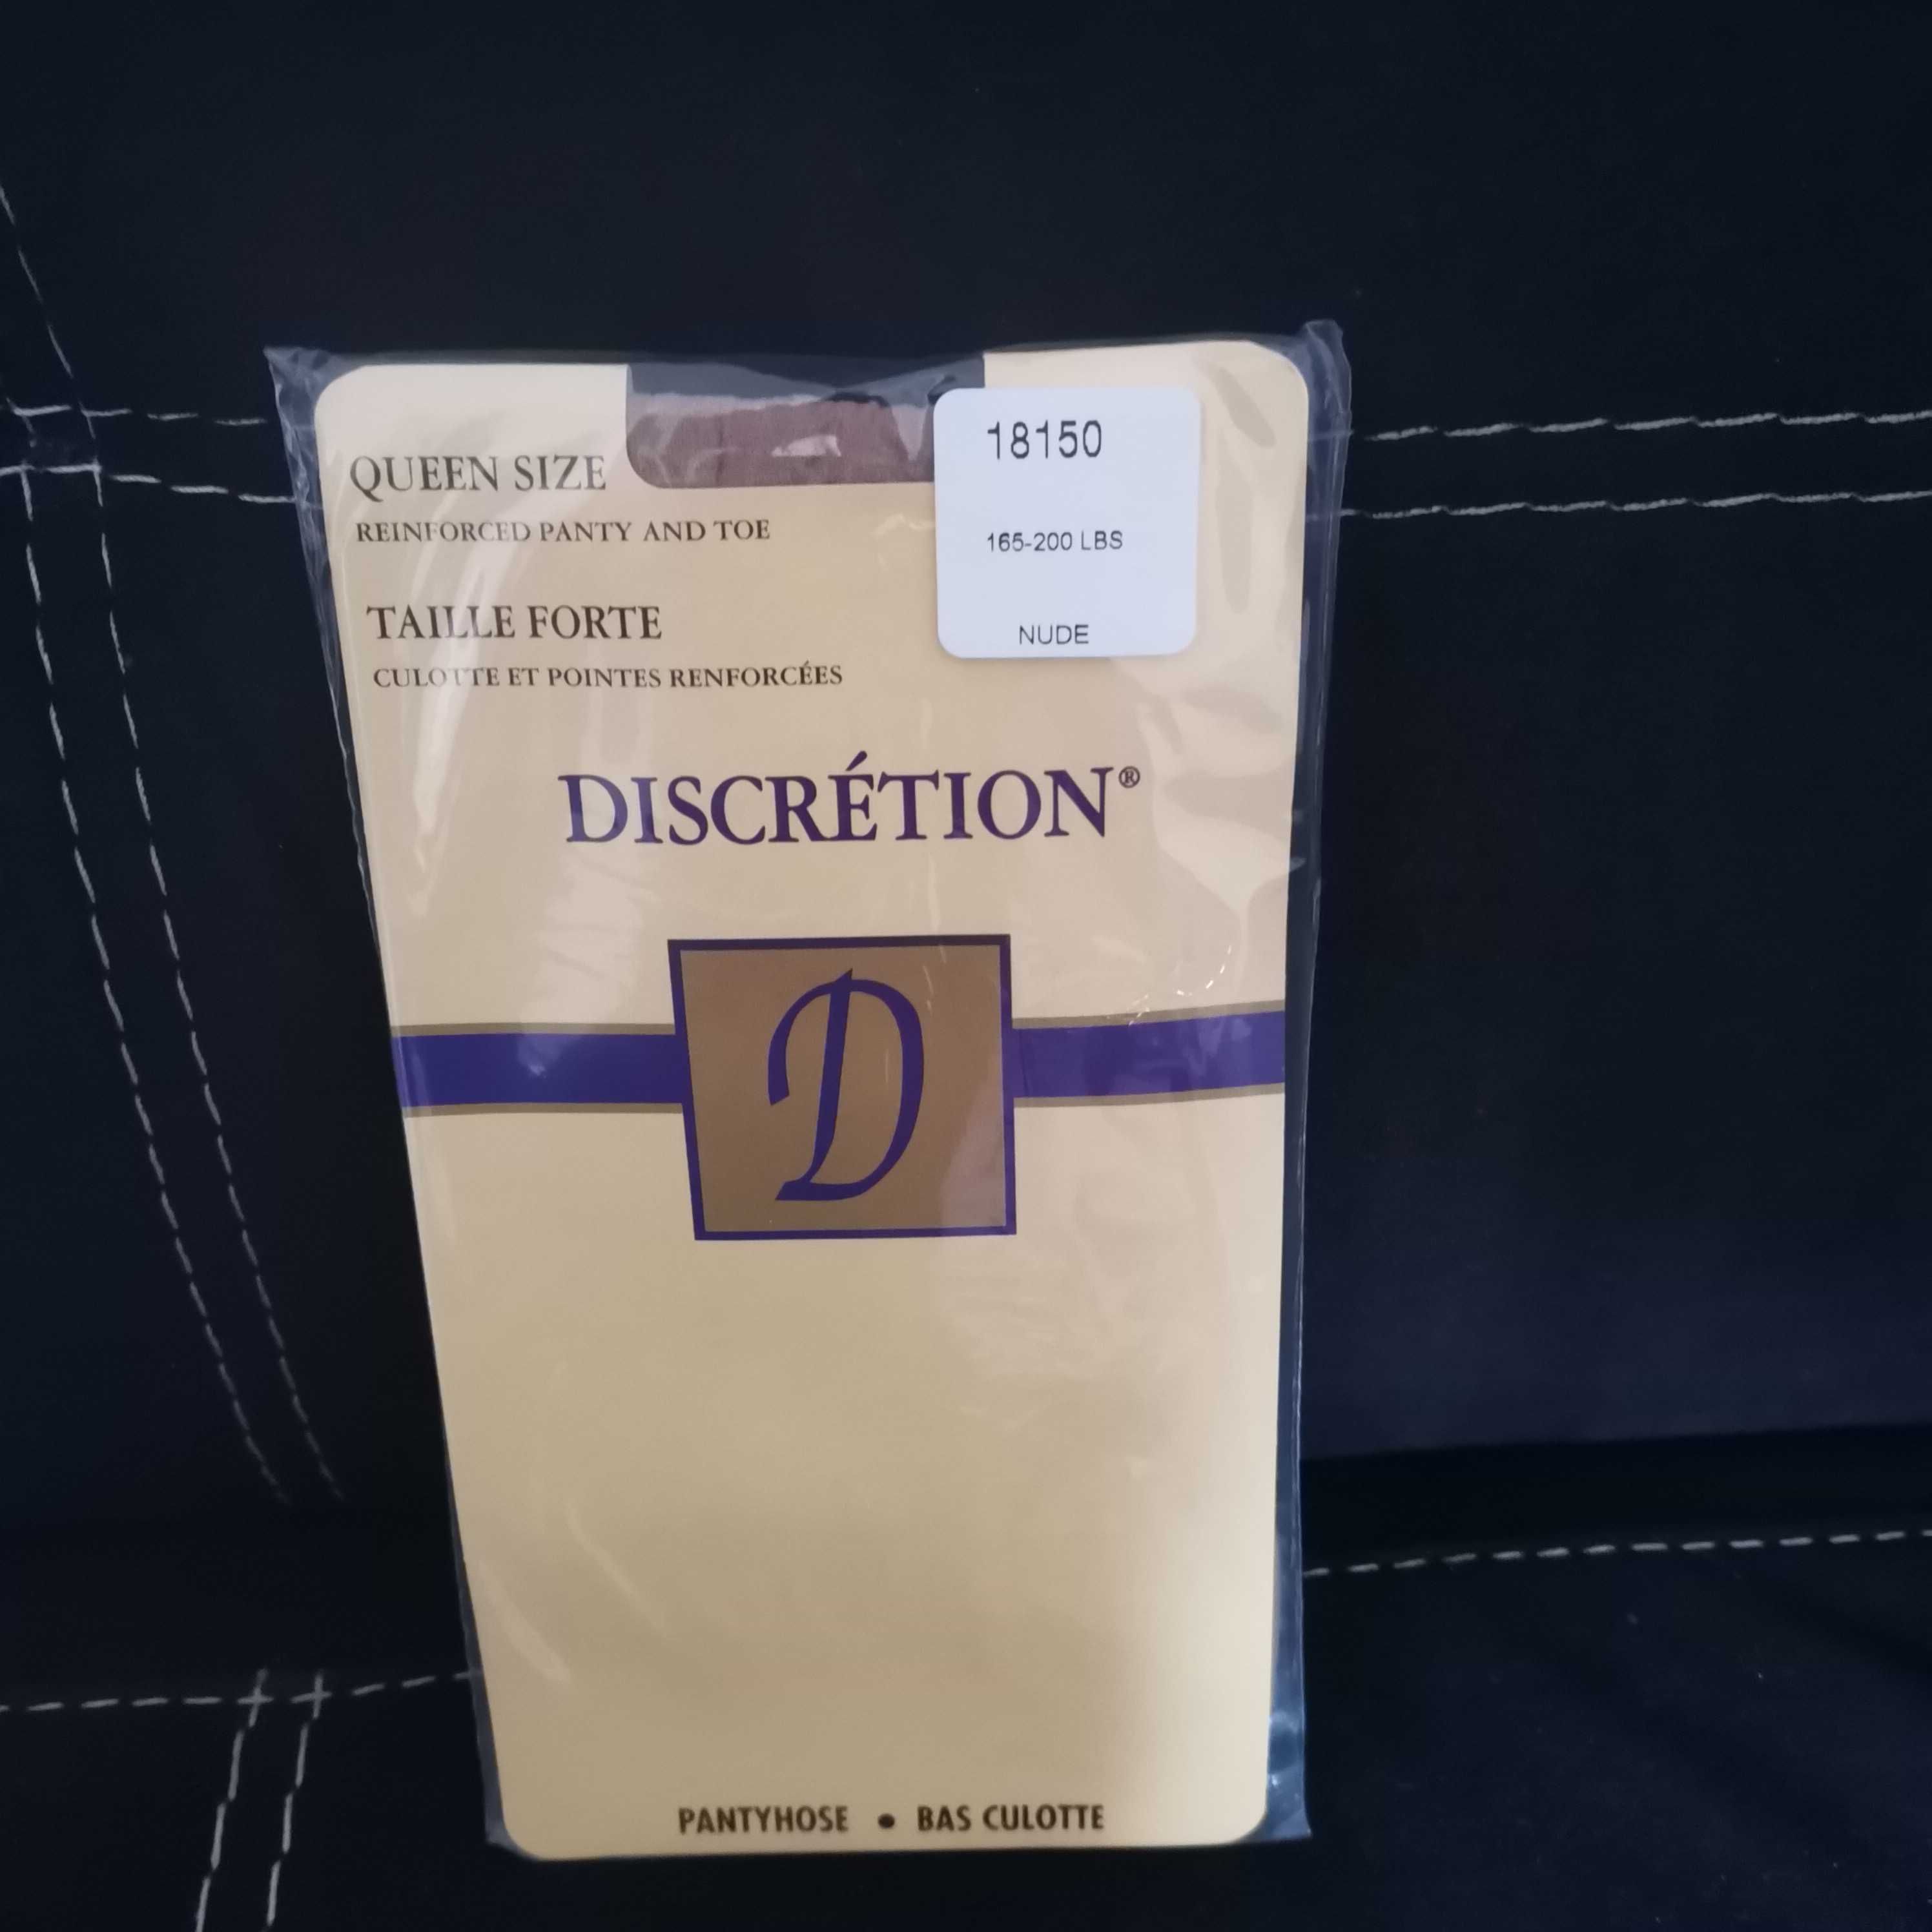 18150
165-200 LBS
NUDE
QUEEN SIZE
REINFORCED PANTY AND TOE
TAILLE FORTE
CULOTTE ET POINTES RENFORCÉES
DISCRÉTION®
D
PANTYHOSE • BAS CULOTTE